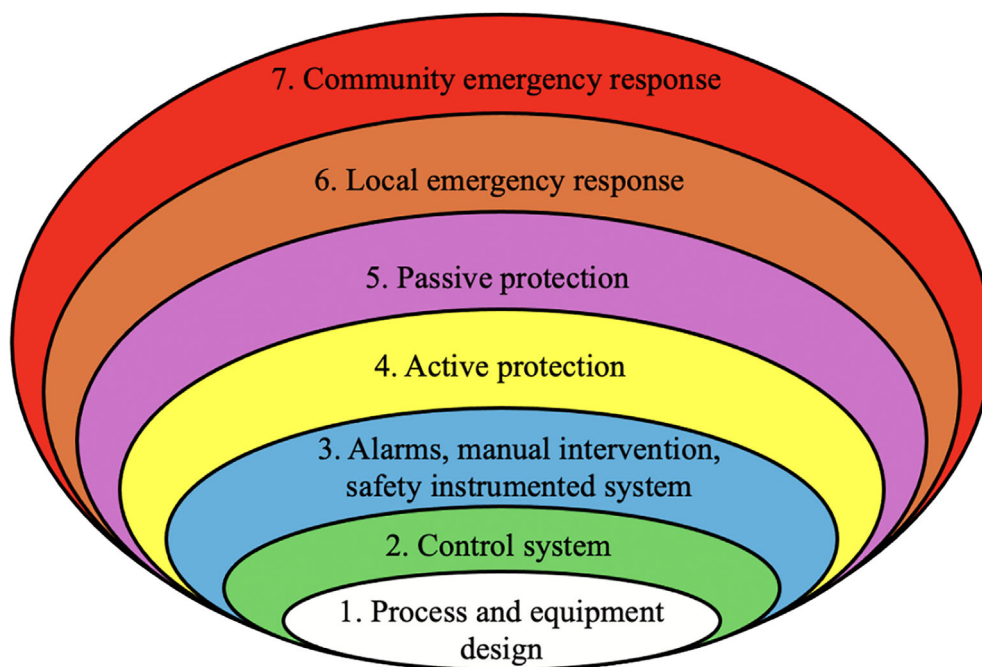 7. Community emergency response
6. Local emergency response
5. Passive protection
4. Active protection
3. Alarms, manual intervention,
safety instrumented system
2. Control system
1. Process and equipment
design